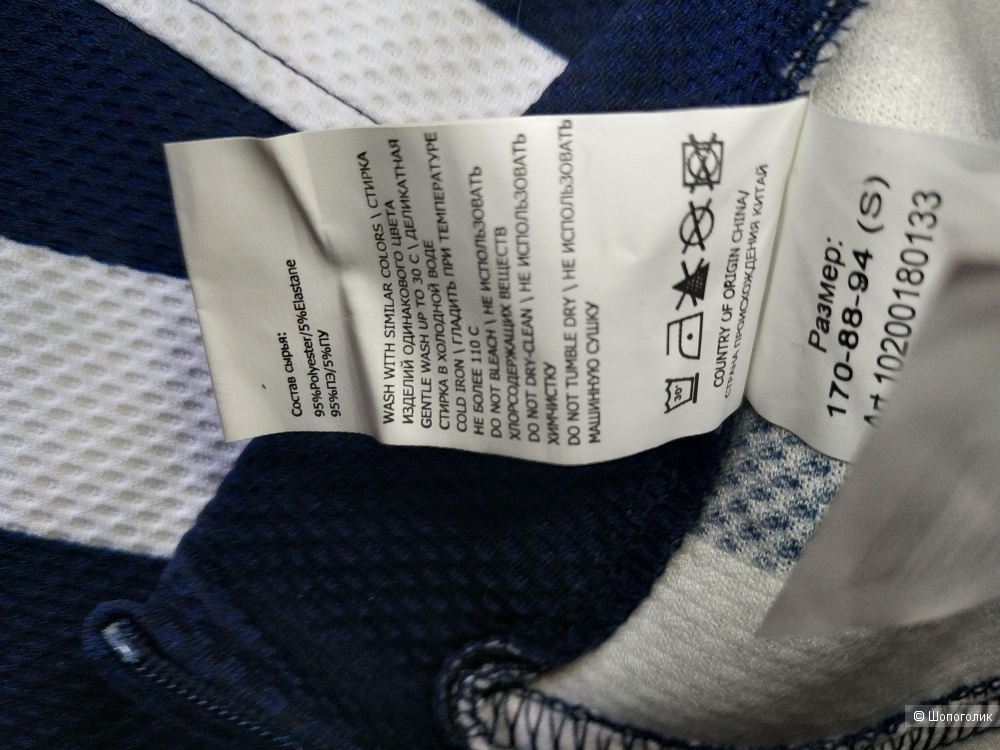 Состав сырья:
95%Polyester/5%Elastane
95%ПЭ/5%ПУ
WASH WITH SIMILAR COLORS \ СТИРКА
ИЗДЕЛИЙ ОДИНАКОВОГО ЦВЕТА
GENTLE WASH UP TO 30 C \ ДЕЛИКАТНАЯ
СТИРКА В ХОЛОДНОЙ ВОДЕ
COLD IRON \ ГЛАДИТЬ ПРИ ТЕМПЕРАТУРЕ
НЕ БОЛЕЕ 110 С
DO NOT BLEACH \ НЕ ИСПОЛЬЗОВАТЬ
ХЛОРСОДЕРЖАЩИХ ВЕЩЕСТВ
DO NOT DRY-CLEAN \ НЕ ИСПОЛЬЗОВАТЬ
ХИМЧИСТКУ
DO NOT TUMBLE DRY \ НЕ ИСПОЛЬЗОВАТЬ
МАШИННУЮ СУШКУ
30°
COUNTRY OF ORIGIN CHINA/
СТРАНА ПРОИСХОЖДЕНИЯ КИТАЙ
Размер:
170-88-94 (S)
Art.10200180133
© Шопоголик